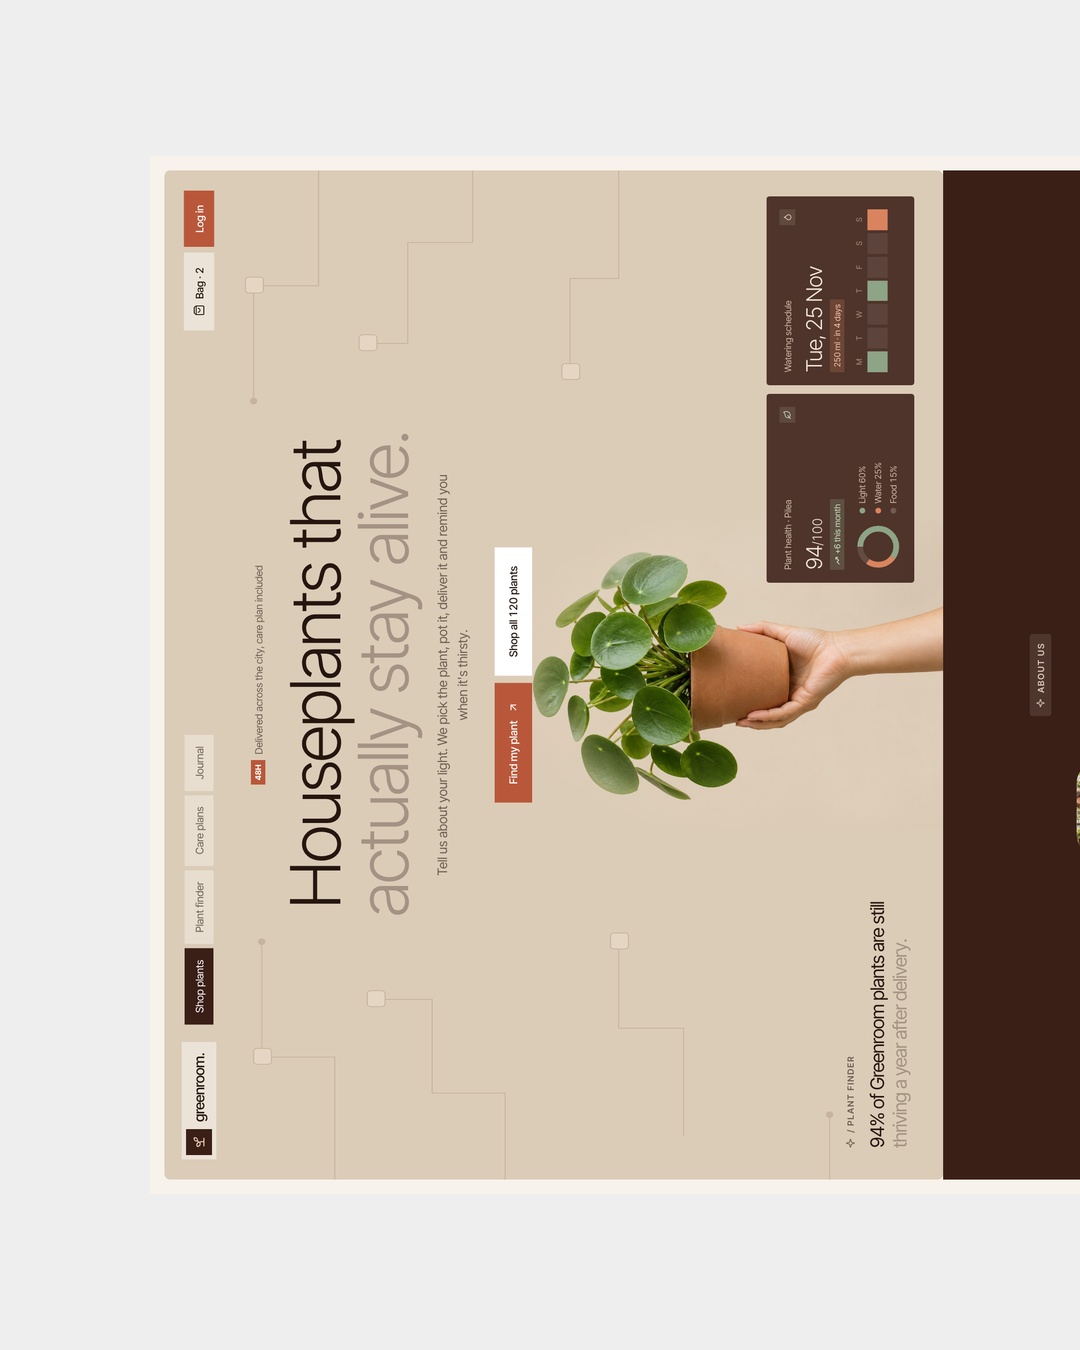 greenroom.
Shop plants
Plant finder
Care plans
Journal
Bag · 2
Log in
48H Delivered across the city, care plan included
Houseplants that
actually stay alive.
Tell us about your light. We pick the plant, pot it, deliver it and remind you
when it's thirsty.
Find my plant
Shop all 120 plants
/ PLANT FINDER
94% of Greenroom plants are still
thriving a year after delivery.
Plant health · Pilea
94/100
+6 this month
Light 60%
Water 25%
Food 15%
Watering schedule
Tue, 25 Nov
250 ml · in 4 days
M T W T F S S
ABOUT US